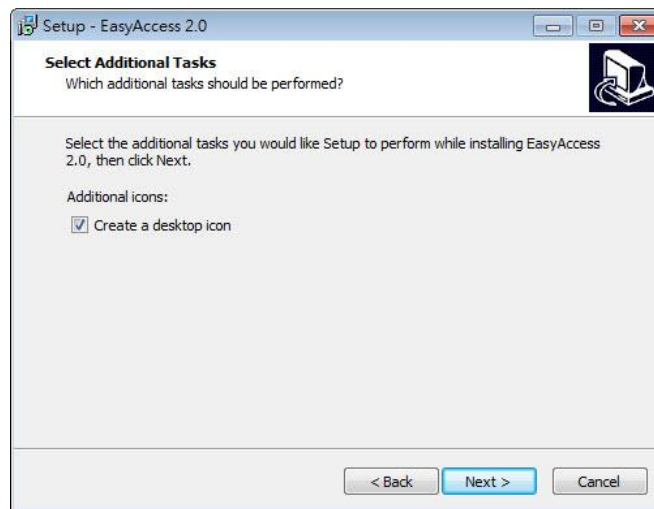 Setup - EasyAccess 2.0
Select Additional Tasks
Which additional tasks should be performed?
Select the additional tasks you would like Setup to perform while installing EasyAccess
2.0, then click Next.
Additional icons:
Create a desktop icon
< Back
Next >
Cancel